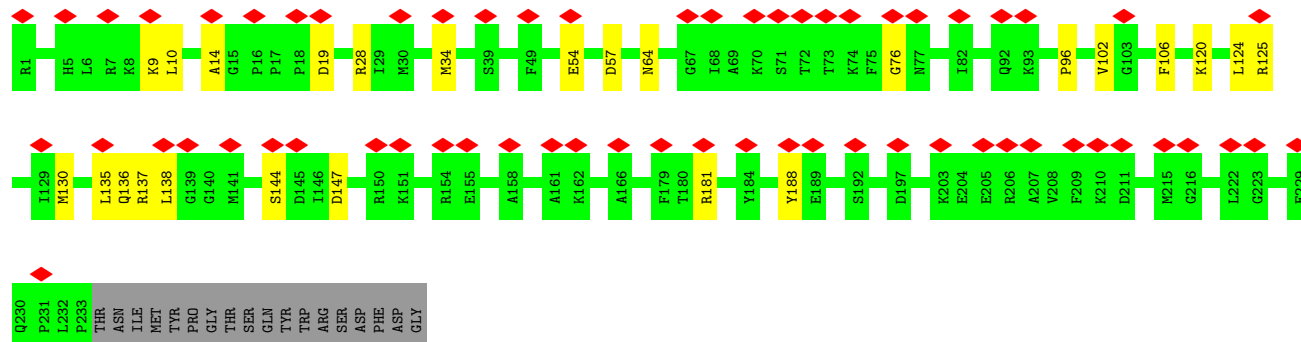 R1 H5 L6 R7 K8 K9 L10 A14 G15 P16 P17 P18 D19 R28 I29 M30 M34 S39 F49 E54 D57 N64 G67 I68 A69 K70 S71 T72 T73 K74 F75 G76 N77 I82 Q92 K93 P96 V102 G103 F106 K120 L124 R125
I129 M130 L135 Q136 R137 L138 G139 G140 M141 S144 D145 I146 D147 R150 K151 R154 E155 A158 A161 K162 A166 F179 T180 R181 Y184 Y188 E189 S192 D197 K203 E204 E205 R206 A207 V208 F209 K210 D211 M215 G216 L222 G223
Q230 P231 L232 P233 THR ASN ILE MET TYR PRO GLY THR SER GLN TYR TRP ARG SER ASP PHE ASP GLY